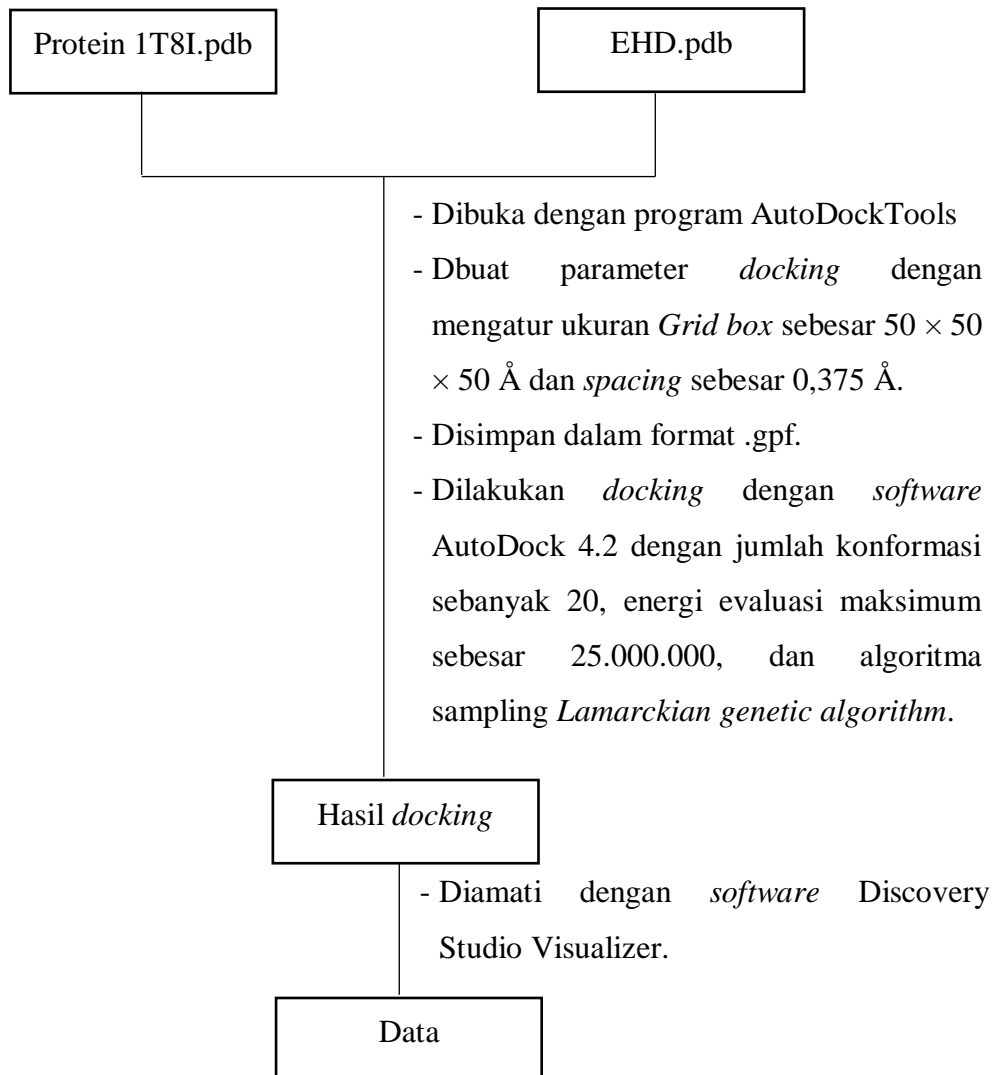 Protein 1T8I.pdb
EHD.pdb
- Dibuka dengan program AutoDockTools
- Dbuat parameter docking dengan
mengatur ukuran Grid box sebesar 50 × 50
× 50 Å dan spacing sebesar 0,375 Å.
- Disimpan dalam format .gpf.
- Dilakukan docking dengan software
AutoDock 4.2 dengan jumlah konformasi
sebanyak 20, energi evaluasi maksimum
sebesar 25.000.000, dan algoritma
sampling Lamarckian genetic algorithm.
Hasil docking
- Diamati dengan software Discovery
Studio Visualizer.
Data